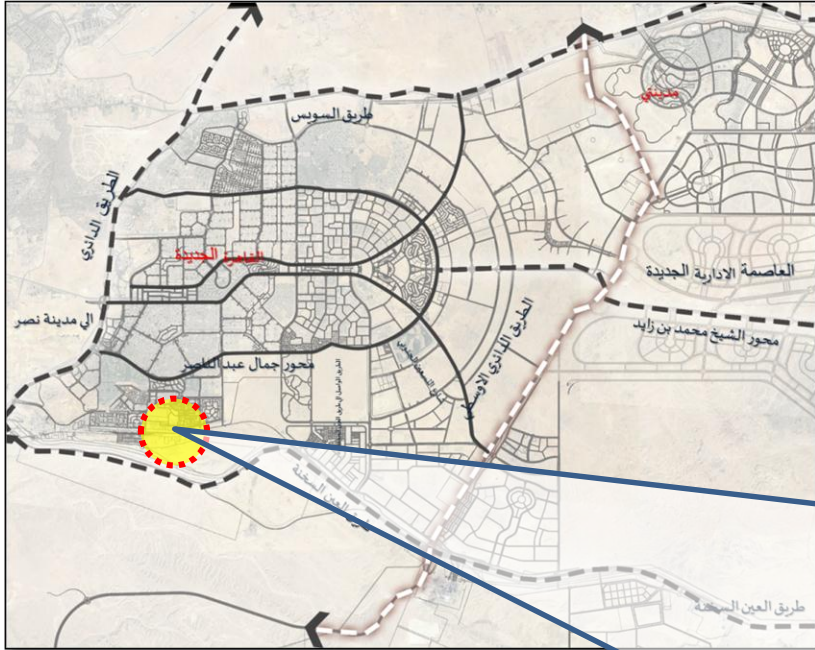 طريق السويس
مدينتي
الطريق الدائري
القاهرة الجديدة
العاصمة الادارية الجديدة
الي مدينة نصر
محور الشيخ محمد بن زايد
الطريق الدائري الاوسطي
محور جمال عبد الناصر
طريق العين السخنة
طريق العين السخنة